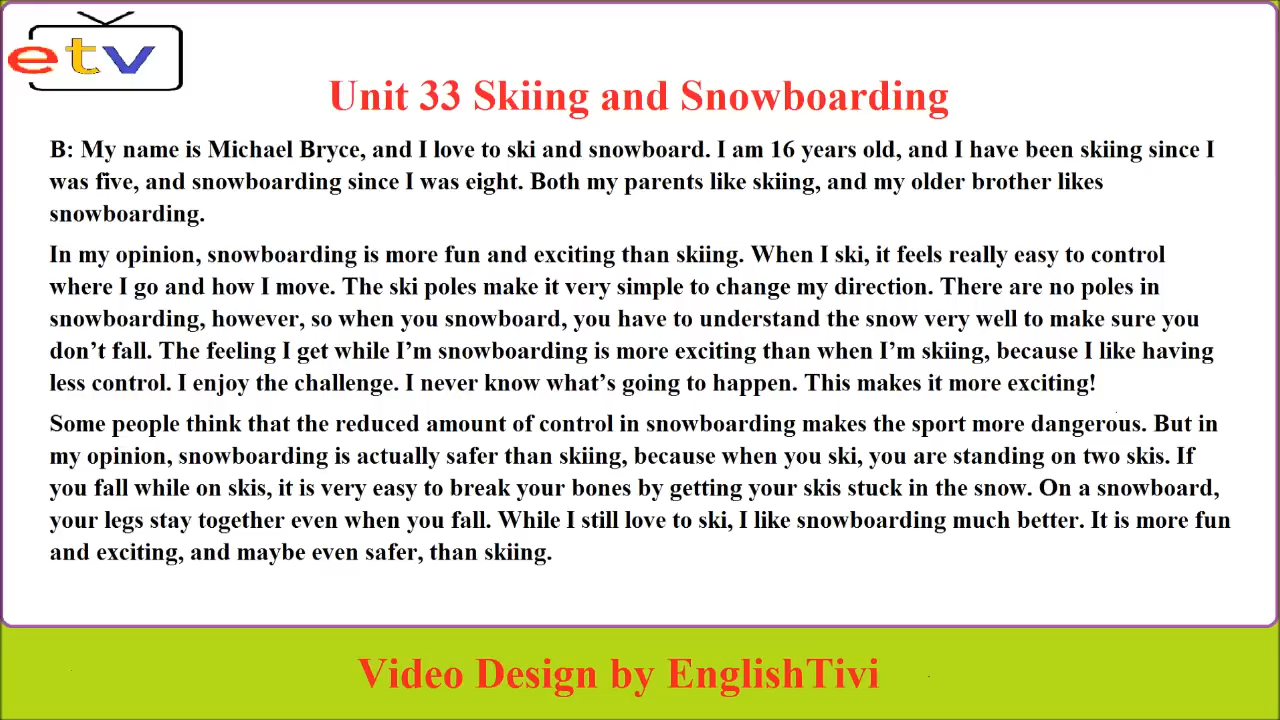 etv
Unit 33 Skiing and Snowboarding
B: My name is Michael Bryce, and I love to ski and snowboard. I am 16 years old, and I have been skiing since I
was five, and snowboarding since I was eight. Both my parents like skiing, and my older brother likes
snowboarding.
In my opinion, snowboarding is more fun and exciting than skiing. When I ski, it feels really easy to control
where I go and how I move. The ski poles make it very simple to change my direction. There are no poles in
snowboarding, however, so when you snowboard, you have to understand the snow very well to make sure you
don’t fall. The feeling I get while I’m snowboarding is more exciting than when I’m skiing, because I like having
less control. I enjoy the challenge. I never know what’s going to happen. This makes it more exciting!
Some people think that the reduced amount of control in snowboarding makes the sport more dangerous. But in
my opinion, snowboarding is actually safer than skiing, because when you ski, you are standing on two skis. If
you fall while on skis, it is very easy to break your bones by getting your skis stuck in the snow. On a snowboard,
your legs stay together even when you fall. While I still love to ski, I like snowboarding much better. It is more fun
and exciting, and maybe even safer, than skiing.
Video Design by EnglishTivi